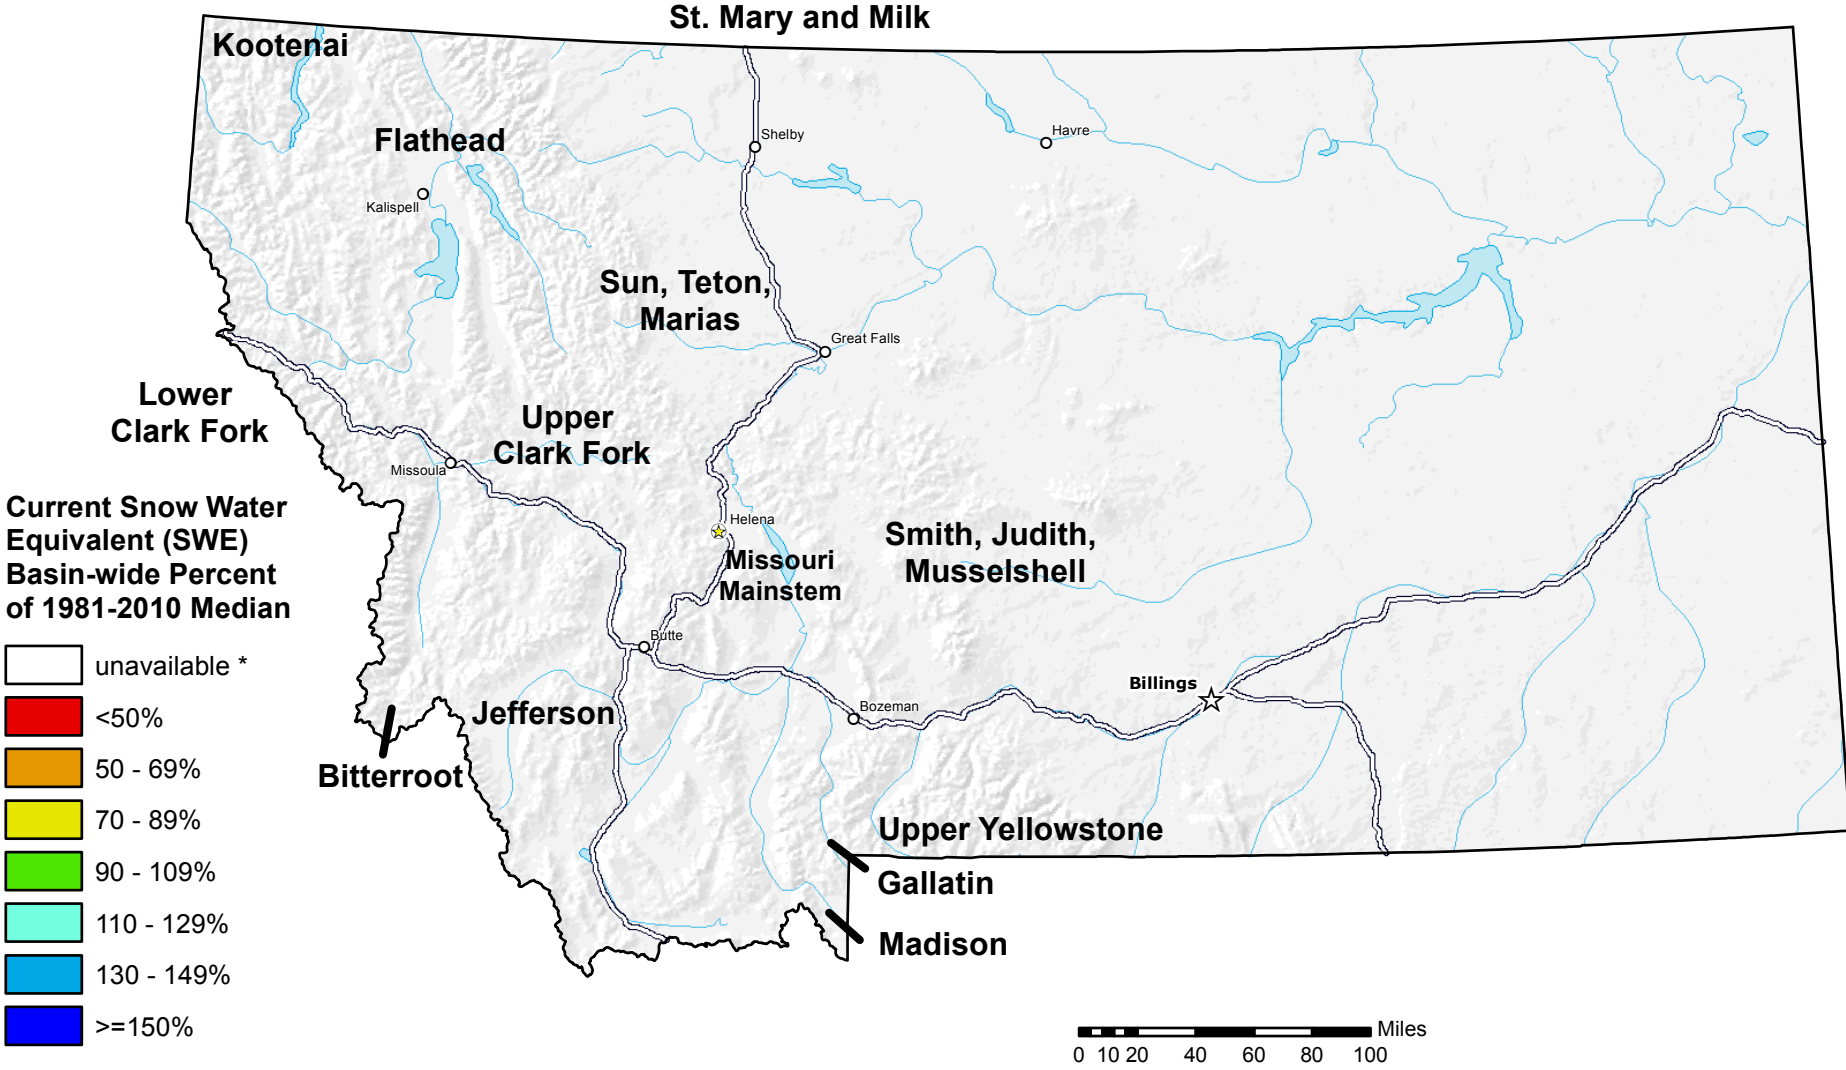 St. Mary and Milk
Kootenai
Shelby
Havre
Flathead
Kalispell
Sun, Teton,
Marias
Great Falls
Lower
Clark Fork
Upper
Clark Fork
Missoula
Helena
Missouri
Mainstem
Smith, Judith,
Musselshell
Butte
Billings
Bozeman
Jefferson
Bitterroot
Upper Yellowstone
Gallatin
Madison
Current Snow Water
Equivalent (SWE)
Basin-wide Percent
of 1981-2010 Median
unavailable *
<50%
50 - 69%
70 - 89%
90 - 109%
110 - 129%
130 - 149%
>=150%
Miles
0 10 20 40 60 80 100